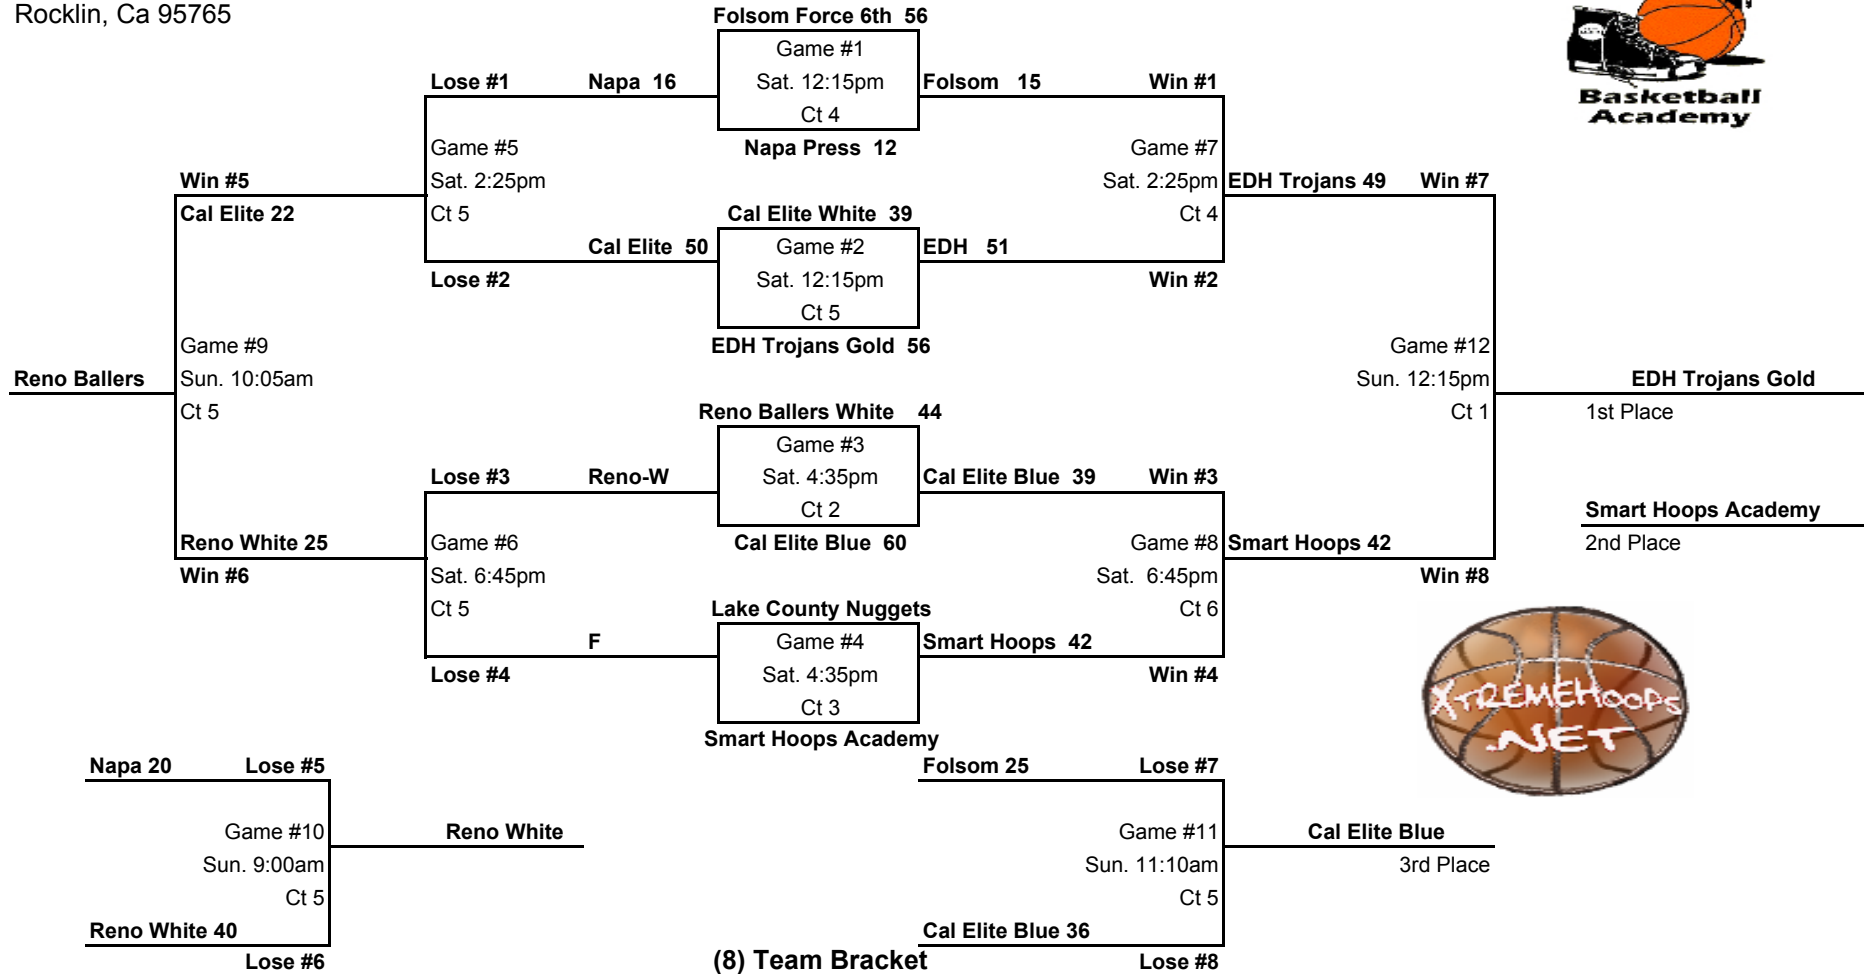 Rocklin, Ca 95765
Folsom Force 6th 56
Game #1
Lose #1 Napa 16 Sat. 12:15pm Folsom 15 Win #1
Ct 4
Basketball
Academy
Game #5 Napa Press 12 Game #7
Win #5 Sat. 2:25pm Sat. 2:25pm EDH Trojans 49 Win #7
Cal Elite 22 Ct 5 Cal Elite White 39 Ct 4
Cal Elite 50 Game #2 EDH 51
Lose #2 Sat. 12:15pm Win #2
Ct 5
Game #9 EDH Trojans Gold 56 Game #12
Reno Ballers Sun. 10:05am Sun. 12:15pm EDH Trojans Gold
Ct 5 Reno Ballers White 44 Ct 1 1st Place
Game #3
Lose #3 Reno-W Sat. 4:35pm Cal Elite Blue 39 Win #3
Ct 2 Smart Hoops Academy
Reno White 25 Game #6 Cal Elite Blue 60 Game #8 Smart Hoops 42 2nd Place
Win #6 Sat. 6:45pm Sat. 6:45pm Win #8
Ct 5 Lake County Nuggets Ct 6
F Game #4 Smart Hoops 42
Lose #4 Sat. 4:35pm Win #4
Ct 3
XTREMEHOOPS
.NET
Smart Hoops Academy
Napa 20 Lose #5 Folsom 25 Lose #7
Game #10 Reno White Game #11 Cal Elite Blue
Sun. 9:00am Sun. 11:10am 3rd Place
Ct 5 Ct 5
Reno White 40 Cal Elite Blue 36
Lose #6 (8) Team Bracket Lose #8